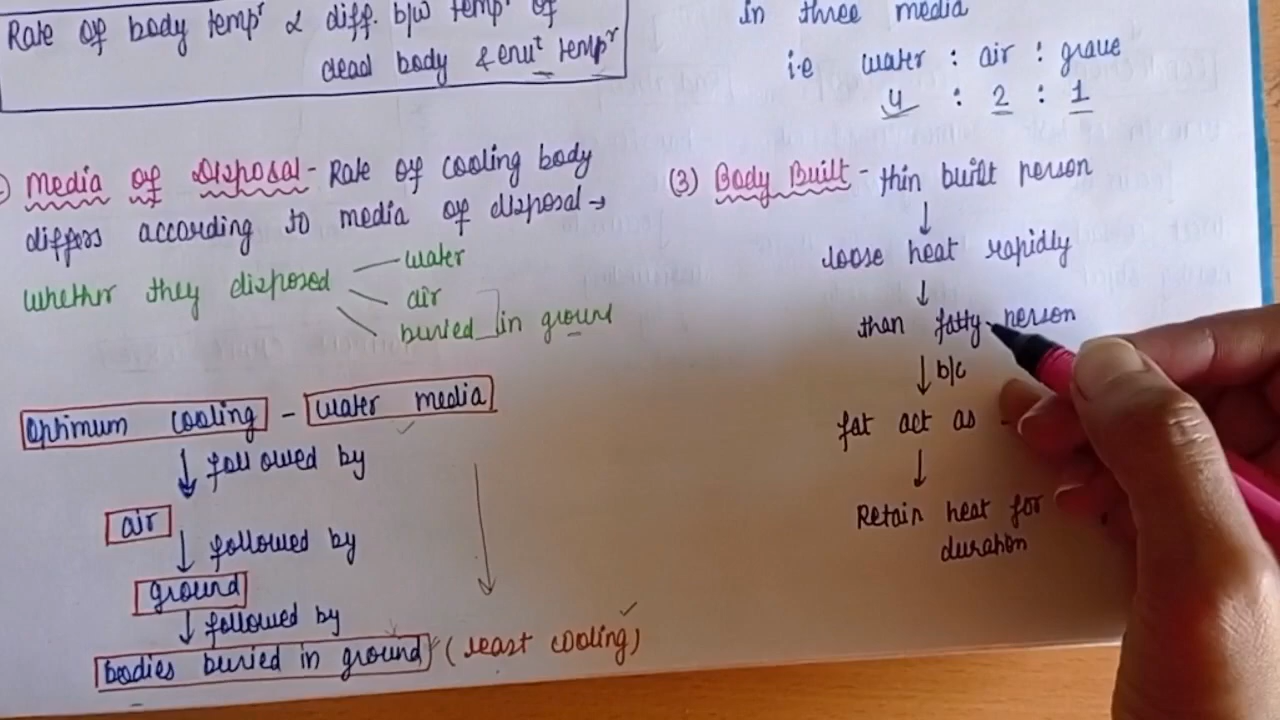 Rate of body tempr α diff. b/w tempr of
dead body & envt tempr
) Media of Disposal - Rate of cooling body
differs according to media of disposal →
whether they disposed
water
air
buried in ground
Optimum cooling - water media
↓ followed by
air
↓ followed by
ground
↓ followed by
bodies buried in ground (least cooling)
in three media
i.e water : air : grave
4 : 2 : 1
(3) Body Built - thin built person
↓
loose heat rapidly
↓
than fatty person
↓ b/c
fat act as
↓
Retain heat for
duration